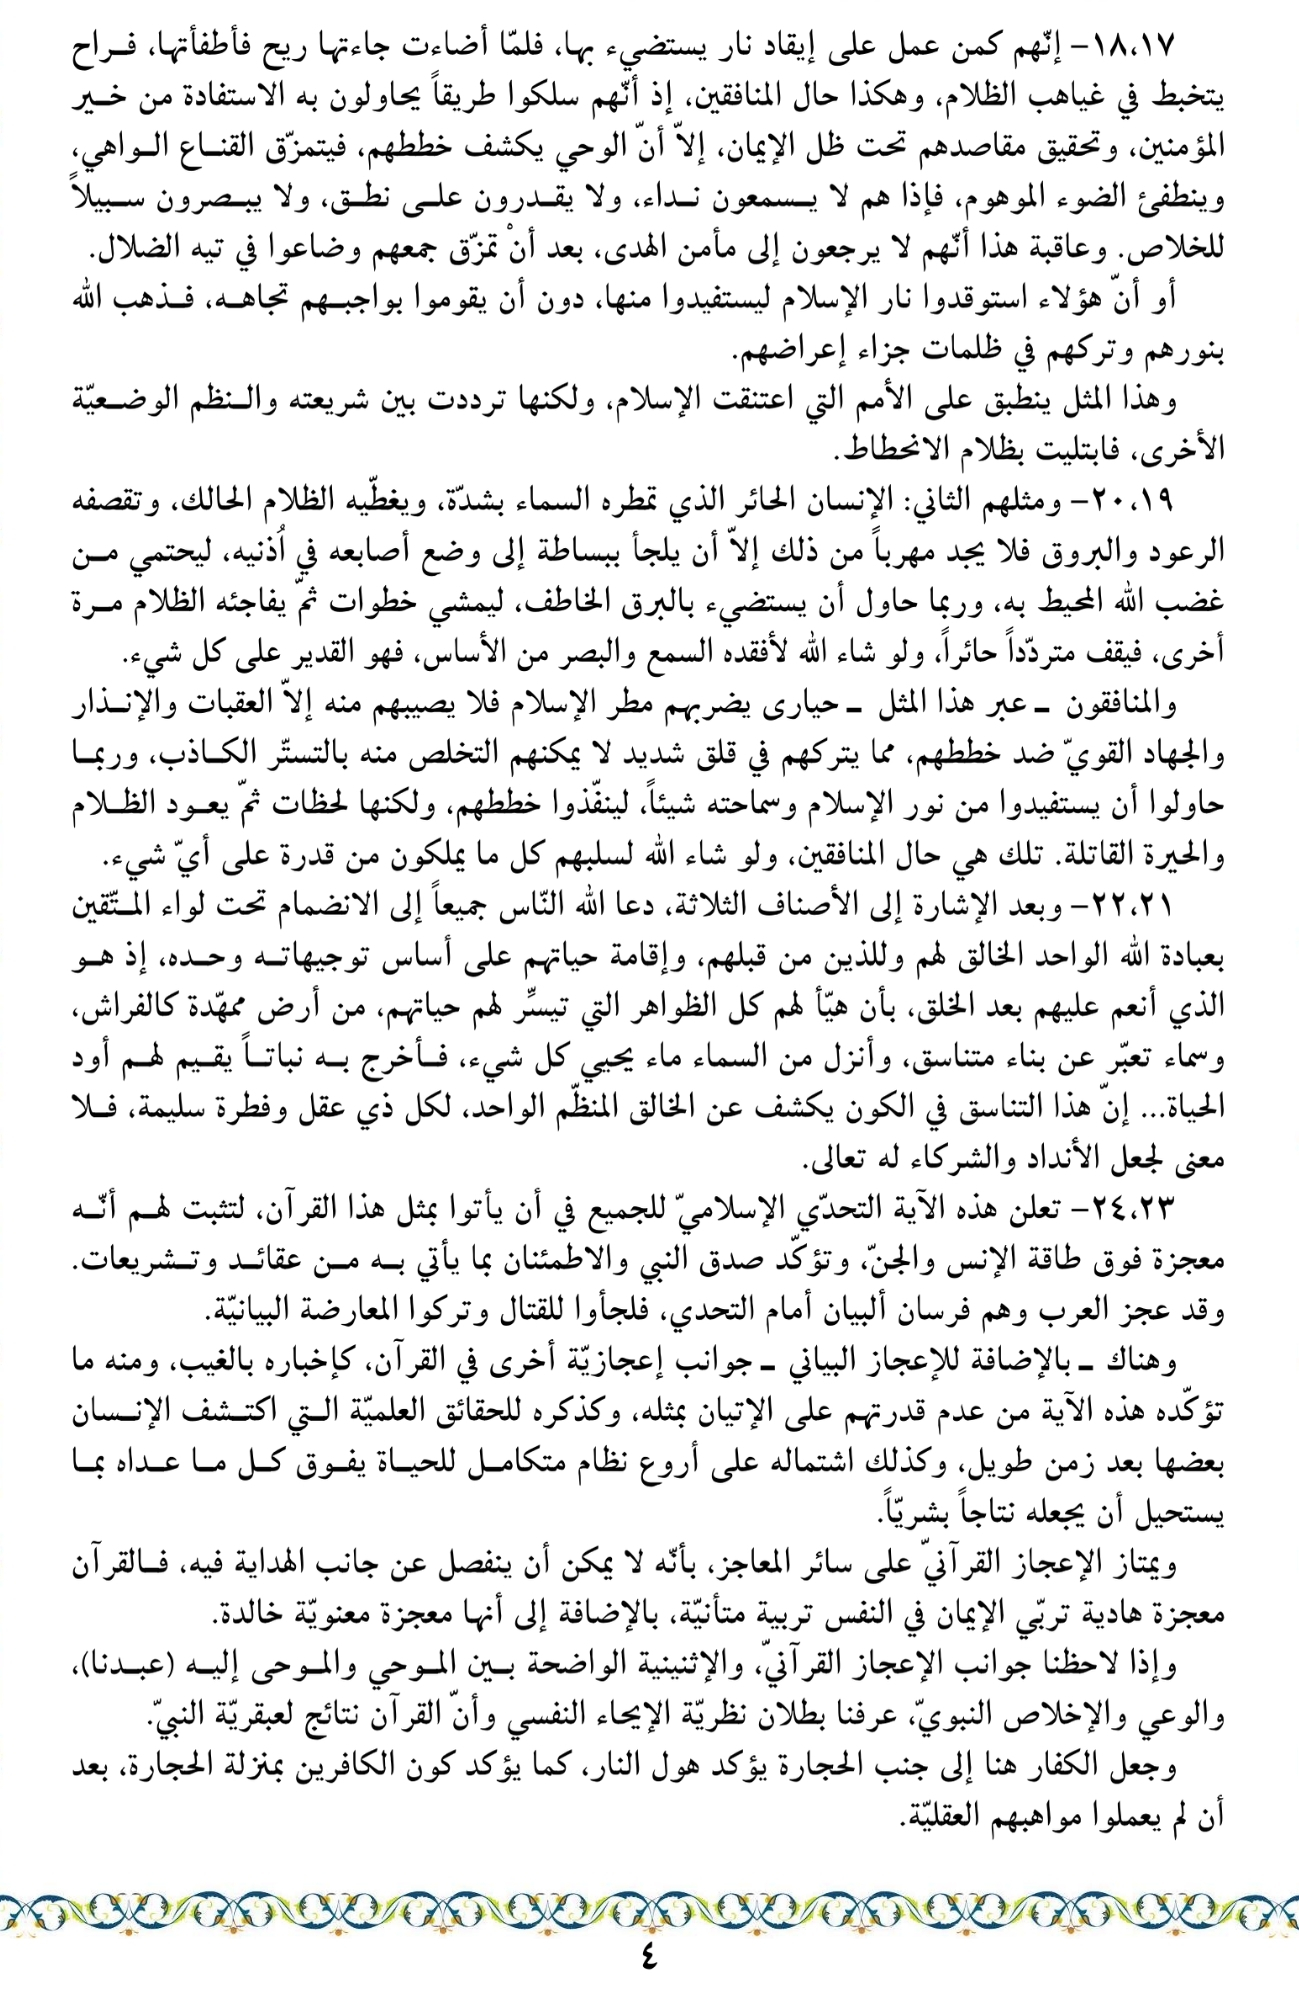 ١٨،١٧- إنّهم كمن عمل على إيقاد نار يستضيء بها، فلمّا أضاءت جاءتها ريح فأطفأتها، فراح
يتخبط في غياهب الظلام، وهكذا حال المنافقين، إذ أنّهم سلكوا طريقاً يحاولون به الاستفادة من خير
المؤمنين، وتحقيق مقاصدهم تحت ظل الإيمان، إلاّ أنّ الوحي يكشف خططهم، فيتمزّق القناع الواهي،
وينطفئ الضوء الموهوم، فإذا هم لا يسمعون نداء، ولا يقدرون على نطق، ولا يبصرون سبيلاً
للخلاص. وعاقبة هذا أنّهم لا يرجعون إلى مأمن الهدى، بعد أنْ تمزّق جمعهم وضاعوا في تيه الضلال.
أو أنّ هؤلاء استوقدوا نار الإسلام ليستفيدوا منها، دون أن يقوموا بواجبهم تجاهه، فذهب الله
بنورهم وتركهم في ظلمات جزاء إعراضهم.
وهذا المثل ينطبق على الأمم التي اعتنقت الإسلام، ولكنها ترددت بين شريعته والنظم الوضعيّة
الأخرى، فابتليت بظلام الانحطاط.
٢٠،١٩- ومثلهم الثاني: الإنسان الحائر الذي تمطره السماء بشدّة، ويغطّيه الظلام الحالك، وتقصفه
الرعود والبروق فلا يجد مهرباً من ذلك إلاّ أن يلجأ ببساطة إلى وضع أصابعه في أُذنيه، ليحتمي من
غضب الله المحيط به، وربما حاول أن يستضيء بالبرق الخاطف، ليمشي خطوات ثمّ يفاجئه الظلام مرة
أخرى، فيقف متردّداً حائراً، ولو شاء الله لأفقده السمع والبصر من الأساس، فهو القدير على كل شيء.
والمنافقون ـ عبر هذا المثل ـ حيارى يضربهم مطر الإسلام فلا يصيبهم منه إلاّ العقبات والإنذار
والجهاد القويّ ضد خططهم، مما يتركهم في قلق شديد لا يمكنهم التخلص منه بالتستّر الكاذب، وربما
حاولوا أن يستفيدوا من نور الإسلام وسماحته شيئاً، لينفّذوا خططهم، ولكنها لحظات ثمّ يعود الظلام
والحيرة القاتلة. تلك هي حال المنافقين، ولو شاء الله لسلبهم كل ما يملكون من قدرة على أيّ شيء.
٢٢،٢١- وبعد الإشارة إلى الأصناف الثلاثة، دعا الله النّاس جميعاً إلى الانضمام تحت لواء المتّقين
بعبادة الله الواحد الخالق لهم وللذين من قبلهم، وإقامة حياتهم على أساس توجيهاته وحده، إذ هو
الذي أنعم عليهم بعد الخلق، بأن هيّأ لهم كل الظواهر التي تيسِّر لهم حياتهم، من أرض ممهّدة كالفراش،
وسماء تعبّر عن بناء متناسق، وأنزل من السماء ماء يحيي كل شيء، فأخرج به نباتاً يقيم لهم أود
الحياة... إنّ هذا التناسق في الكون يكشف عن الخالق المنظّم الواحد، لكل ذي عقل وفطرة سليمة، فلا
معنى لجعل الأنداد والشركاء له تعالى.
٢٤،٢٣- تعلن هذه الآية التحدّي الإسلاميّ للجميع في أن يأتوا بمثل هذا القرآن، لتثبت لهم أنّه
معجزة فوق طاقة الإنس والجنّ، وتؤكّد صدق النبي والاطمئنان بما يأتي به من عقائد وتشريعات.
وقد عجز العرب وهم فرسان ألبيان أمام التحدي، فلجأوا للقتال وتركوا المعارضة البيانيّة.
وهناك ـ بالإضافة للإعجاز البياني ـ جوانب إعجازيّة أخرى في القرآن، كإخباره بالغيب، ومنه ما
تؤكّده هذه الآية من عدم قدرتهم على الإتيان بمثله، وكذكره للحقائق العلميّة التي اكتشف الإنسان
بعضها بعد زمن طويل، وكذلك اشتماله على أروع نظام متكامل للحياة يفوق كل ما عداه بما
يستحيل أن يجعله نتاجاً بشريّاً.
ويمتاز الإعجاز القرآنيّ على سائر المعاجز، بأنّه لا يمكن أن ينفصل عن جانب الهداية فيه، فالقرآن
معجزة هادية تربّي الإيمان في النفس تربية متأنيّة، بالإضافة إلى أنها معجزة معنويّة خالدة.
وإذا لاحظنا جوانب الإعجاز القرآنيّ، والإثنينية الواضحة بين الموحي والموحى إليه (عبدنا)،
والوعي والإخلاص النبويّ، عرفنا بطلان نظريّة الإيحاء النفسي وأنّ القرآن نتائج لعبقريّة النبيّ.
وجعل الكفار هنا إلى جنب الحجارة يؤكد هول النار، كما يؤكد كون الكافرين بمنزلة الحجارة، بعد
أن لم يعملوا مواهبهم العقليّة.
٤